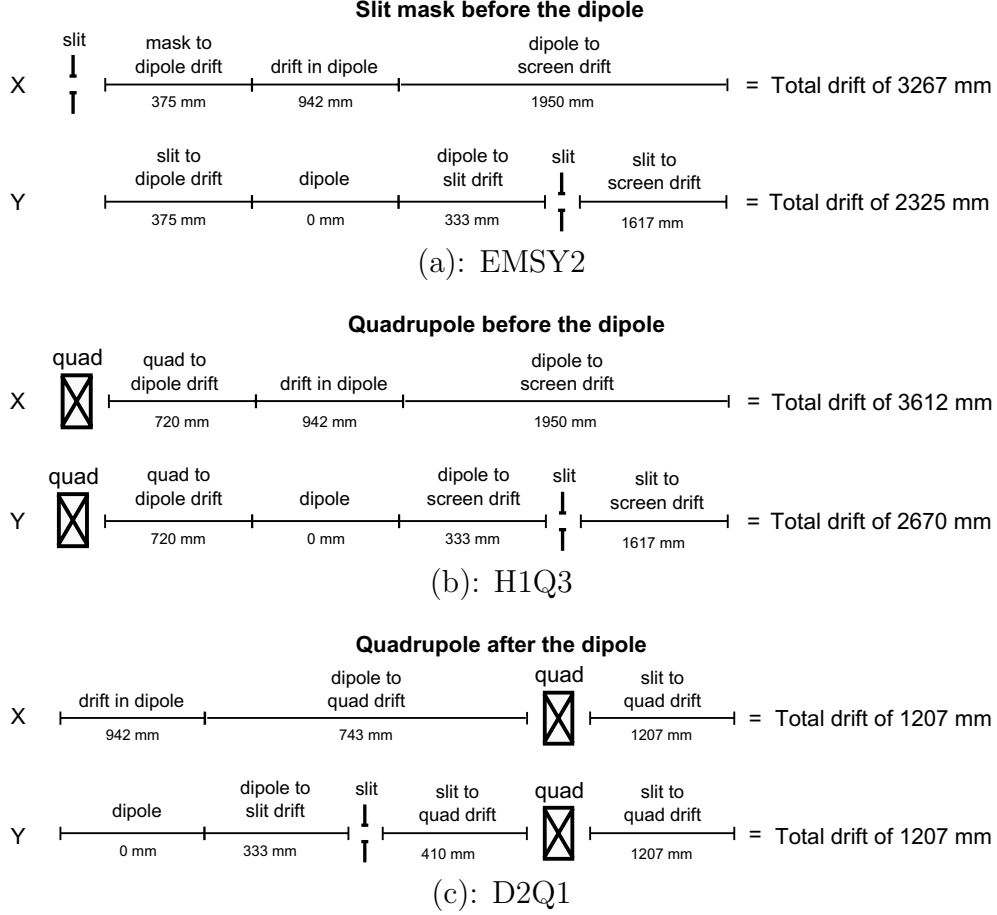 Slit mask before the dipole
slit
mask to
dipole drift
drift in dipole
dipole to
screen drift
X
375 mm
942 mm
1950 mm
= Total drift of 3267 mm
slit to
dipole drift
dipole
dipole to
slit drift
slit
slit to
screen drift
Y
375 mm
0 mm
333 mm
1617 mm
= Total drift of 2325 mm
(a): EMSY2
Quadrupole before the dipole
quad
quad to
dipole drift
drift in dipole
dipole to
screen drift
X
720 mm
942 mm
1950 mm
= Total drift of 3612 mm
quad
quad to
dipole drift
dipole
dipole to
screen drift
slit
slit to
screen drift
Y
720 mm
0 mm
333 mm
1617 mm
= Total drift of 2670 mm
(b): H1Q3
Quadrupole after the dipole
drift in dipole
dipole to
quad drift
quad
slit to
quad drift
X
942 mm
743 mm
1207 mm
= Total drift of 1207 mm
dipole
dipole to
slit drift
slit
slit to
quad drift
quad
slit to
quad drift
Y
0 mm
333 mm
410 mm
1207 mm
= Total drift of 1207 mm
(c): D2Q1